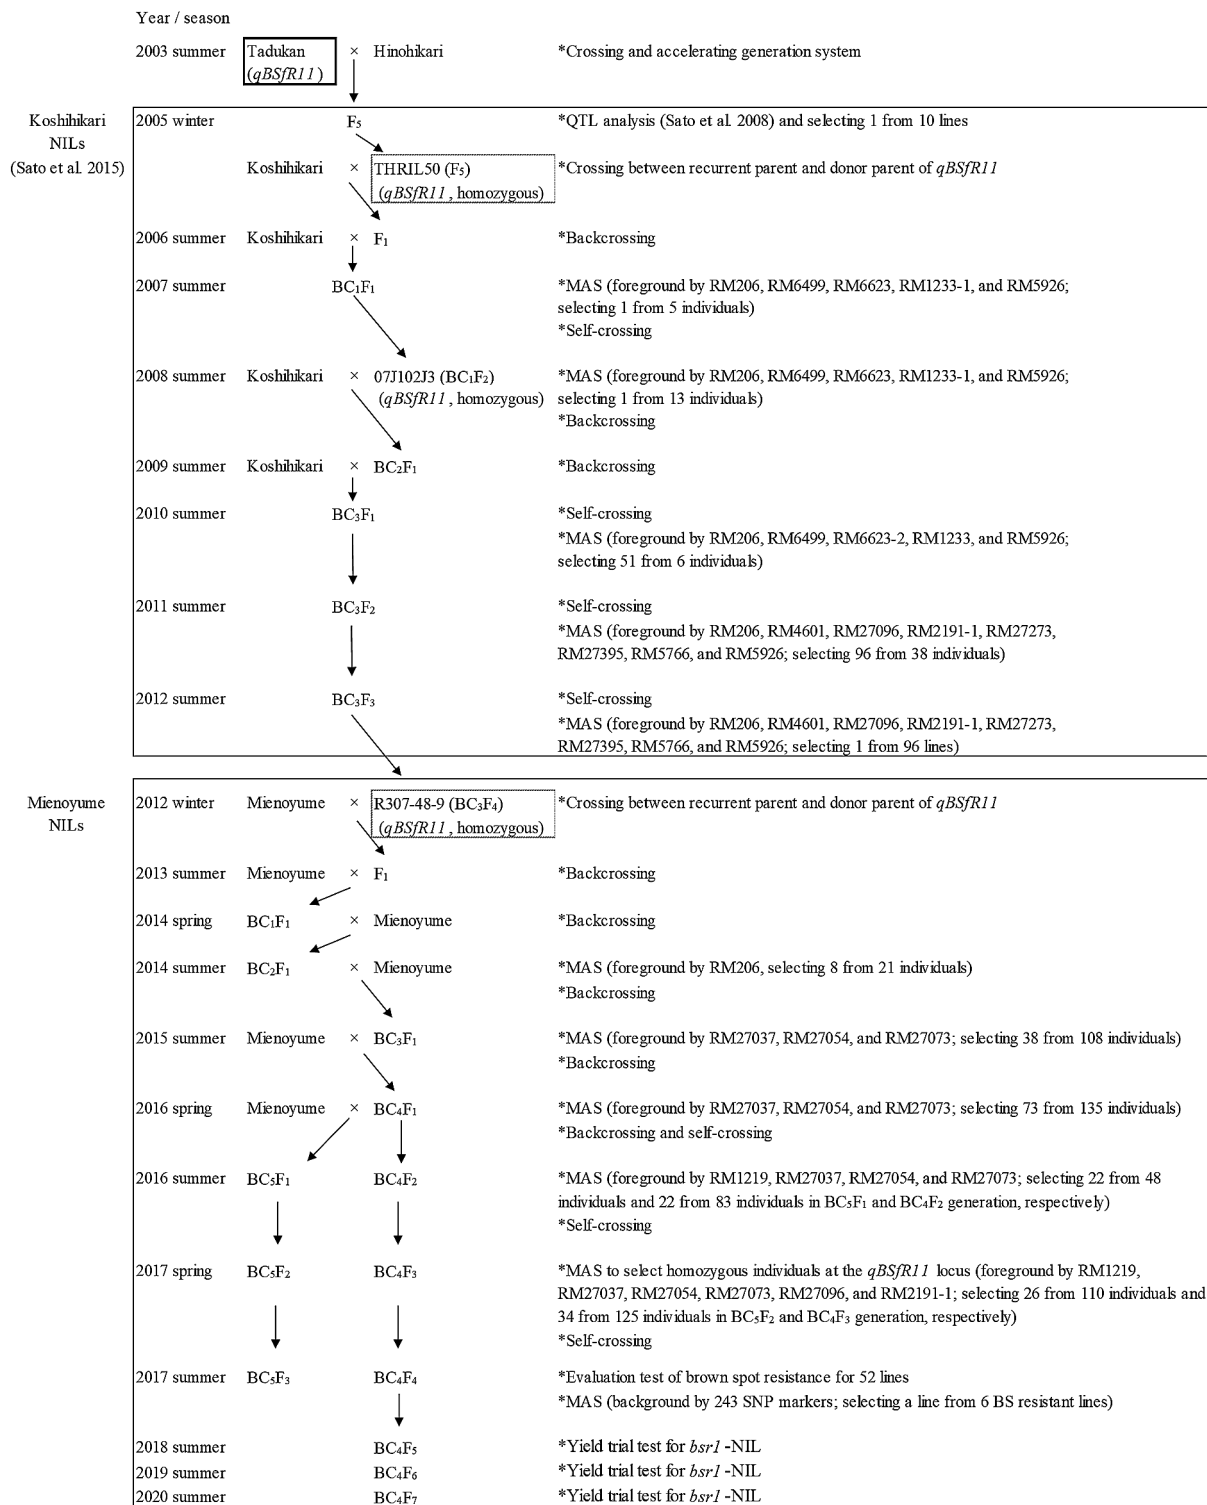 Year / season
2003 summer Tadukan × Hinohikari *Crossing and accelerating generation system
(qBSfR11)
Koshihikari 2005 winter F₅ *QTL analysis (Sato et al. 2008) and selecting 1 from 10 lines
NILs
(Sato et al. 2015) Koshihikari × THRIL50 (F₅) *Crossing between recurrent parent and donor parent of qBSfR11
(qBSfR11, homozygous)
2006 summer Koshihikari × F₁ *Backcrossing
2007 summer BC₁F₁ *MAS (foreground by RM206, RM6499, RM6623, RM1233-1, and RM5926;
selecting 1 from 5 individuals)
*Self-crossing
2008 summer Koshihikari × 07J102J3 (BC₁F₂) *MAS (foreground by RM206, RM6499, RM6623, RM1233-1, and RM5926;
(qBSfR11, homozygous) selecting 1 from 13 individuals)
*Backcrossing
2009 summer Koshihikari × BC₂F₁ *Backcrossing
2010 summer BC₃F₁ *Self-crossing
*MAS (foreground by RM206, RM6499, RM6623-2, RM1233, and RM5926;
selecting 51 from 6 individuals)
2011 summer BC₃F₂ *Self-crossing
*MAS (foreground by RM206, RM4601, RM27096, RM2191-1, RM27273,
RM27395, RM5766, and RM5926; selecting 96 from 38 individuals)
2012 summer BC₃F₃ *Self-crossing
*MAS (foreground by RM206, RM4601, RM27096, RM2191-1, RM27273,
RM27395, RM5766, and RM5926; selecting 1 from 96 lines)
Mienoyume 2012 winter Mienoyume × R307-48-9 (BC₃F₄) *Crossing between recurrent parent and donor parent of qBSfR11
NILs (qBSfR11, homozygous)
2013 summer Mienoyume × F₁ *Backcrossing
2014 spring BC₁F₁ × Mienoyume *Backcrossing
2014 summer BC₂F₁ × Mienoyume *MAS (foreground by RM206, selecting 8 from 21 individuals)
*Backcrossing
2015 summer Mienoyume × BC₃F₁ *MAS (foreground by RM27037, RM27054, and RM27073; selecting 38 from 108 individuals)
*Backcrossing
2016 spring Mienoyume × BC₄F₁ *MAS (foreground by RM27037, RM27054, and RM27073; selecting 73 from 135 individuals)
*Backcrossing and self-crossing
2016 summer BC₅F₁ BC₄F₂ *MAS (foreground by RM1219, RM27037, RM27054, and RM27073; selecting 22 from 48
individuals and 22 from 83 individuals in BC₅F₁ and BC₄F₂ generation, respectively)
*Self-crossing
2017 spring BC₅F₂ BC₄F₃ *MAS to select homozygous individuals at the qBSfR11 locus (foreground by RM1219,
RM27037, RM27054, RM27073, RM27096, and RM2191-1; selecting 26 from 110 individuals and
34 from 125 individuals in BC₅F₂ and BC₄F₃ generation, respectively)
*Self-crossing
2017 summer BC₅F₃ BC₄F₄ *Evaluation test of brown spot resistance for 52 lines
*MAS (background by 243 SNP markers; selecting a line from 6 BS resistant lines)
2018 summer BC₄F₅ *Yield trial test for bsr1 -NIL
2019 summer BC₄F₆ *Yield trial test for bsr1 -NIL
2020 summer BC₄F₇ *Yield trial test for bsr1 -NIL